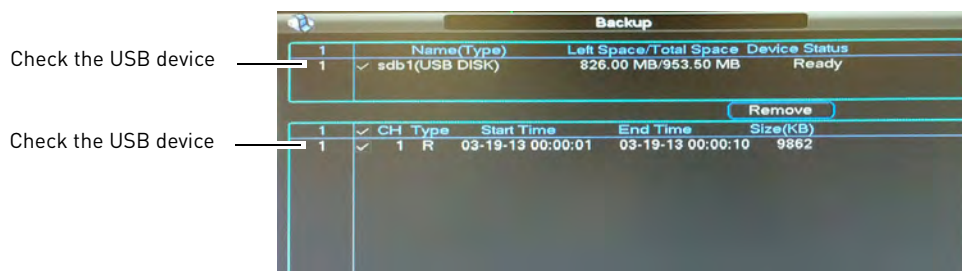 Backup
1 Name(Type) Left Space/Total Space Device Status
Check the USB device
1 sdb1(USB DISK) 826.00 MB/953.50 MB Ready
Remove
1 CH Type Start Time End Time Size(KB)
Check the USB device
1 1 R 03-19-13 00:00:01 03-19-13 00:00:10 9862